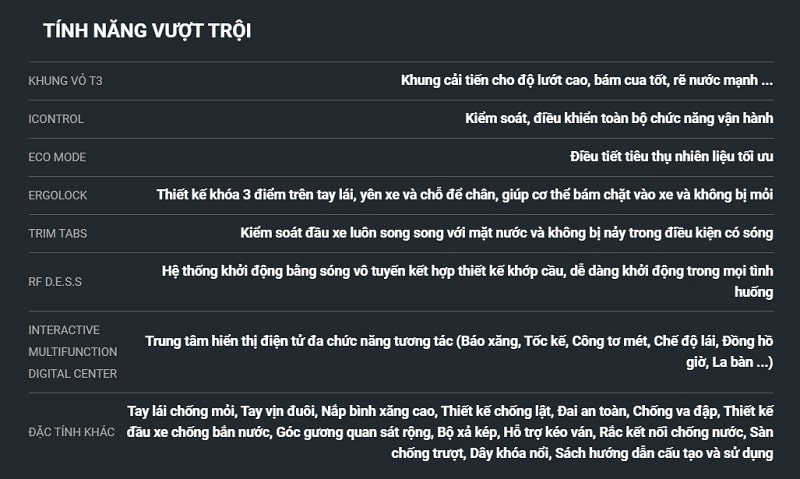 TÍNH NĂNG VƯỢT TRỘI
KHUNG VỎ T3
Khung cải tiến cho độ lướt cao, bám cua tốt, rẽ nước mạnh ...
ICONTROL
Kiểm soát, điều khiển toàn bộ chức năng vận hành
ECO MODE
Điều tiết tiêu thụ nhiên liệu tối ưu
ERGOLOCK
Thiết kế khóa 3 điểm trên tay lái, yên xe và chỗ để chân, giúp cơ thể bám chặt vào xe và không bị mỏi
TRIM TABS
Kiểm soát đầu xe luôn song song với mặt nước và không bị nảy trong điều kiện có sóng
RF D.E.S.S
Hệ thống khởi động bằng sóng vô tuyến kết hợp thiết kế khớp cầu, dễ dàng khởi động trong mọi tình
huống
INTERACTIVE
MULTIFUNCTION
DIGITAL CENTER
Trung tâm hiển thị điện tử đa chức năng tương tác (Báo xăng, Tốc kế, Công tơ mét, Chế độ lái, Đồng hồ
giờ, La bàn ...)
ĐẶC TÍNH KHÁC
Tay lái chống mỏi, Tay vịn đuôi, Nắp bình xăng cao, Thiết kế chống lật, Đai an toàn, Chống va đập, Thiết kế
đầu xe chống bắn nước, Góc gương quan sát rộng, Bộ xả kép, Hỗ trợ kéo ván, Rắc kết nối chống nước, Sàn
chống trượt, Dây khóa nổi, Sách hướng dẫn cấu tạo và sử dụng